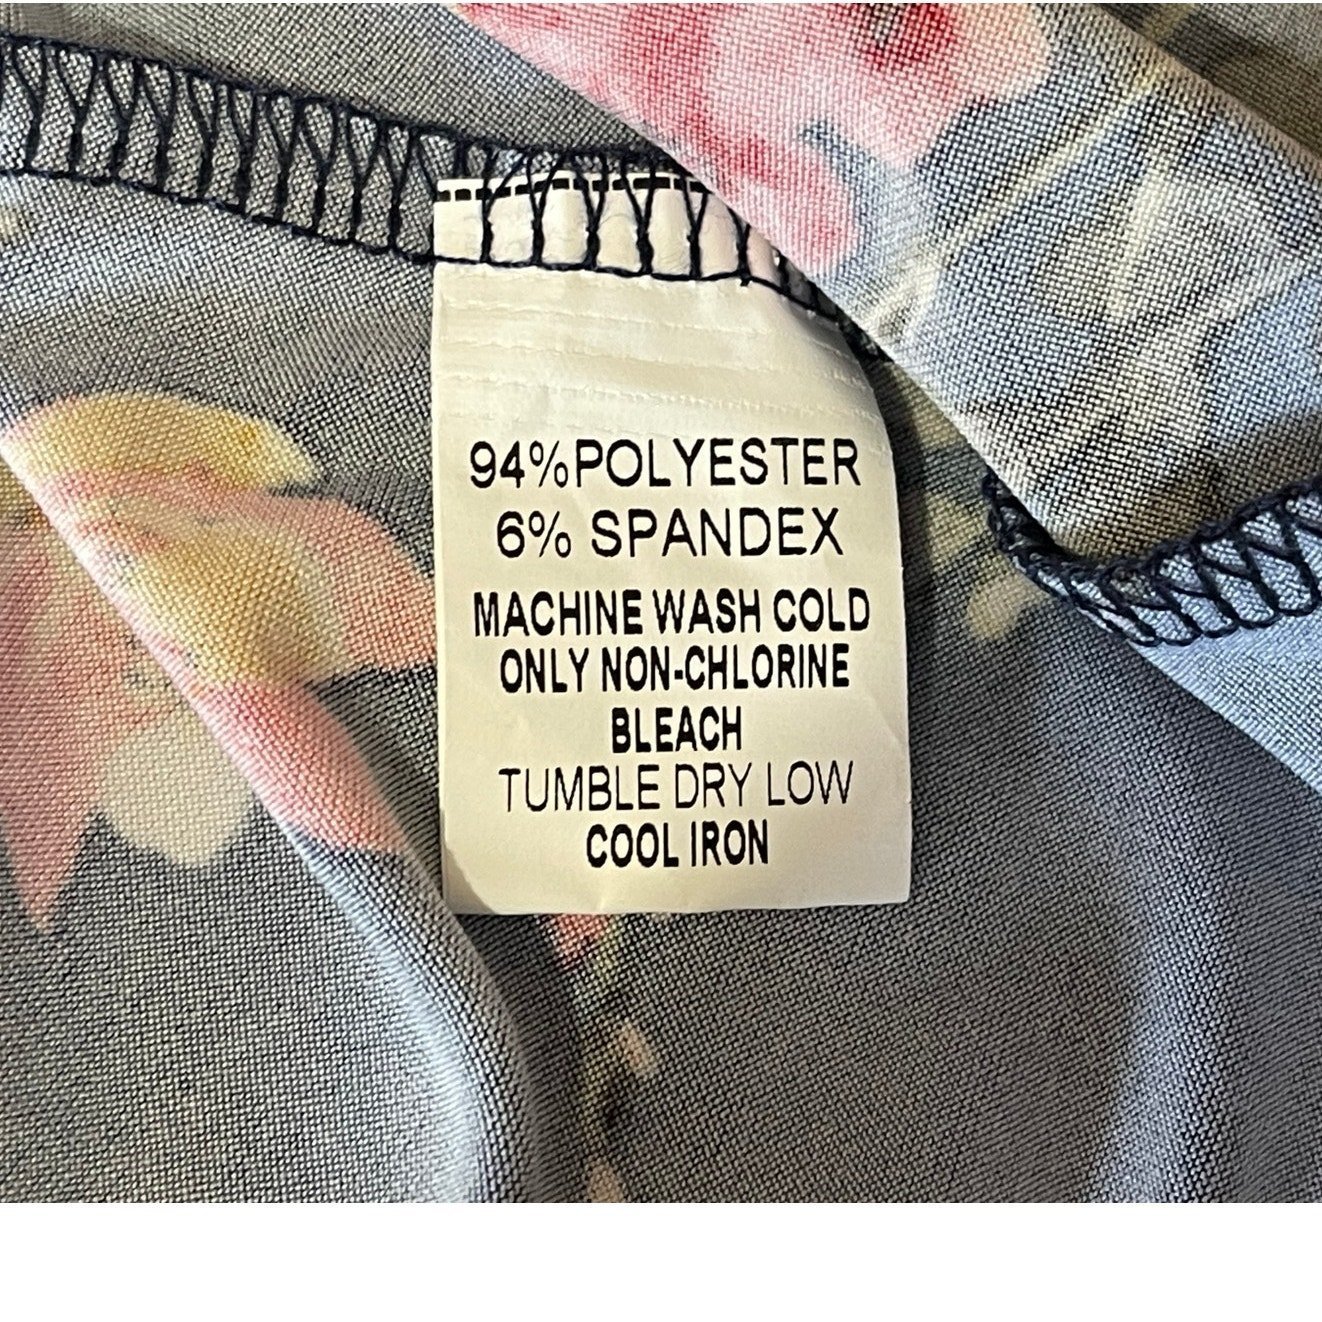 94%POLYESTER
6% SPANDEX
MACHINE WASH COLD
ONLY NON-CHLORINE
BLEACH
TUMBLE DRY LOW
COOL IRON